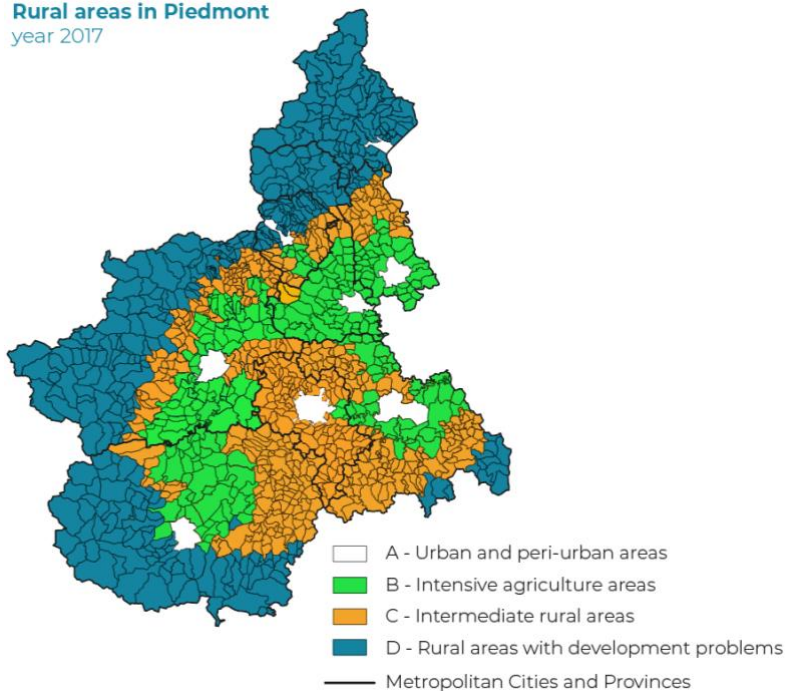 Rural areas in Piedmont
year 2017
A - Urban and peri-urban areas
B - Intensive agriculture areas
C - Intermediate rural areas
D - Rural areas with development problems
Metropolitan Cities and Provinces